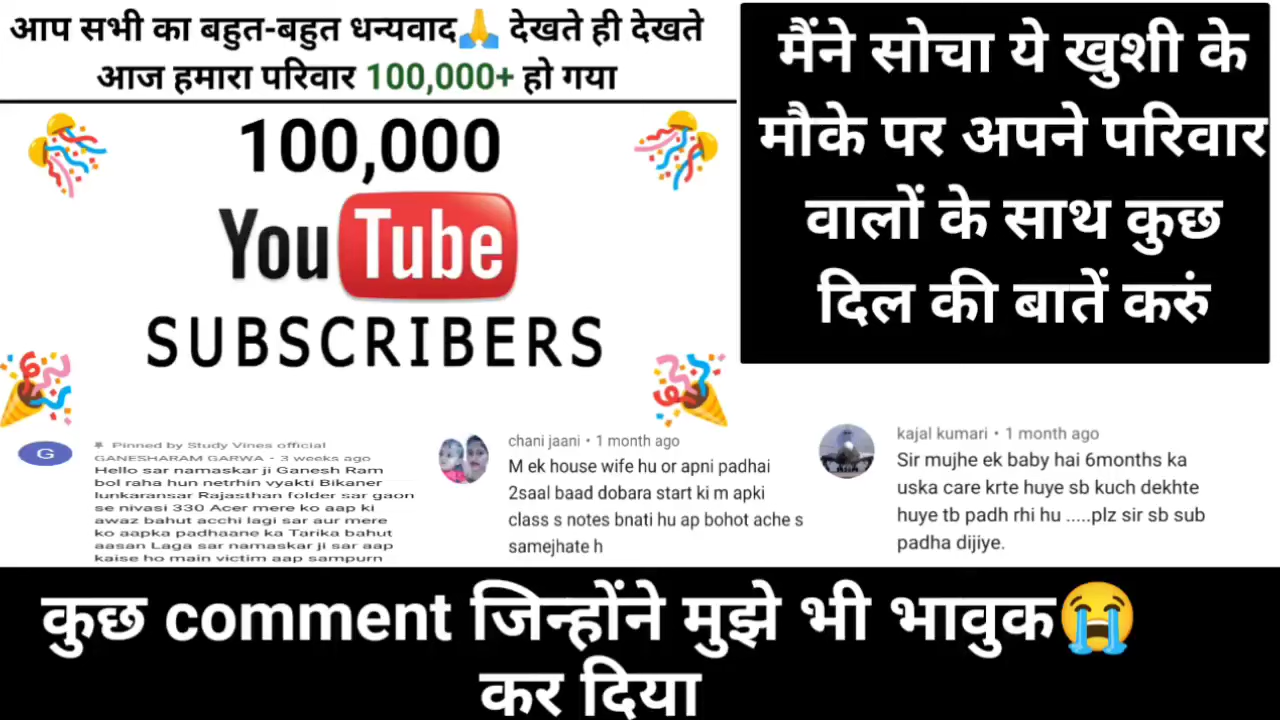 आप सभी का बहुत-बहुत धन्यवाद🙏 देखते ही देखते
आज हमारा परिवार 100,000+ हो गया
100,000
YouTube
SUBSCRIBERS
मैंने सोचा ये खुशी के
मौके पर अपने परिवार
वालों के साथ कुछ
दिल की बातें करुं
G
Pinned by Study Vines official
GANESHARAM GARWA • 3 weeks ago
Hello sar namaskar ji Ganesh Ram
bol raha hun netrhin vyakti Bikaner
lunkaransar Rajasthan folder sar gaon
se nivasi 330 Acer mere ko aap ki
awaz bahut acchi lagi sar aur mere
ko aapka padhaane ka Tarika bahut
aasan Laga sar namaskar ji sar aap
kaise ho main victim aap sampurn
chani jaani • 1 month ago
M ek house wife hu or apni padhai
2saal baad dobara start ki m apki
class s notes bnati hu ap bohot ache s
samejhate h
kajal kumari • 1 month ago
Sir mujhe ek baby hai 6months ka
uska care krte huye sb kuch dekhte
huye tb padh rhi hu .....plz sir sb sub
padha dijiye.
कुछ comment जिन्होंने मुझे भी भावुक😭
कर दिया